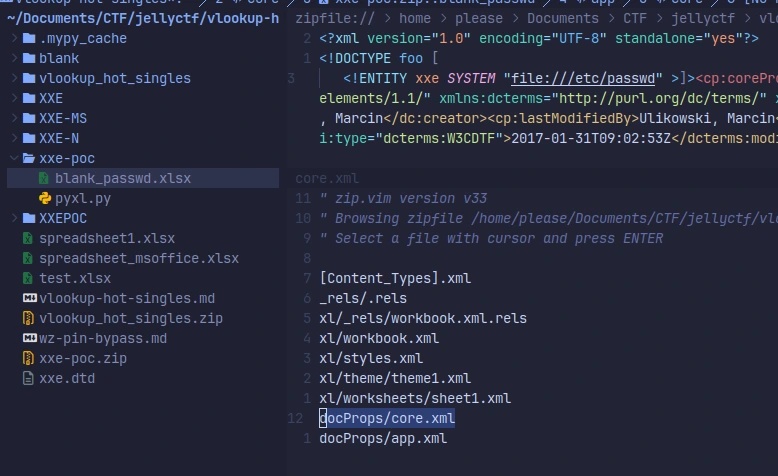 ~/Documents/CTF/jellyctf/vlookup-h
.mypy_cache
blank
vlookup_hot_singles
XXE
XXE-MS
XXE-N
xxe-poc
blank_passwd.xlsx
pyxl.py
XXEPOC
spreadsheet1.xlsx
spreadsheet_msoffice.xlsx
test.xlsx
vlookup-hot-singles.md
vlookup_hot_singles.zip
wz-pin-bypass.md
xxe-poc.zip
xxe.dtd
zipfile:// > home > please > Documents > CTF > jellyctf > vlo
2 <?xml version="1.0" encoding="UTF-8" standalone="yes"?>
1 <!DOCTYPE foo [
3 <!ENTITY xxe SYSTEM "file:///etc/passwd" >]><cp:corePro
elements/1.1/" xmlns:dcterms="http://purl.org/dc/terms/" x
, Marcin</dc:creator><cp:lastModifiedBy>Ulikowski, Marcin<
i:type="dcterms:W3CDTF">2017-01-31T09:02:53Z</dcterms:modi
core.xml
11 " zip.vim version v33
10 " Browsing zipfile /home/please/Documents/CTF/jellyctf/vlo
9 " Select a file with cursor and press ENTER
8
7 [Content_Types].xml
6 _rels/.rels
5 xl/_rels/workbook.xml.rels
4 xl/workbook.xml
3 xl/styles.xml
2 xl/theme/theme1.xml
1 xl/worksheets/sheet1.xml
12 docProps/core.xml
1 docProps/app.xml